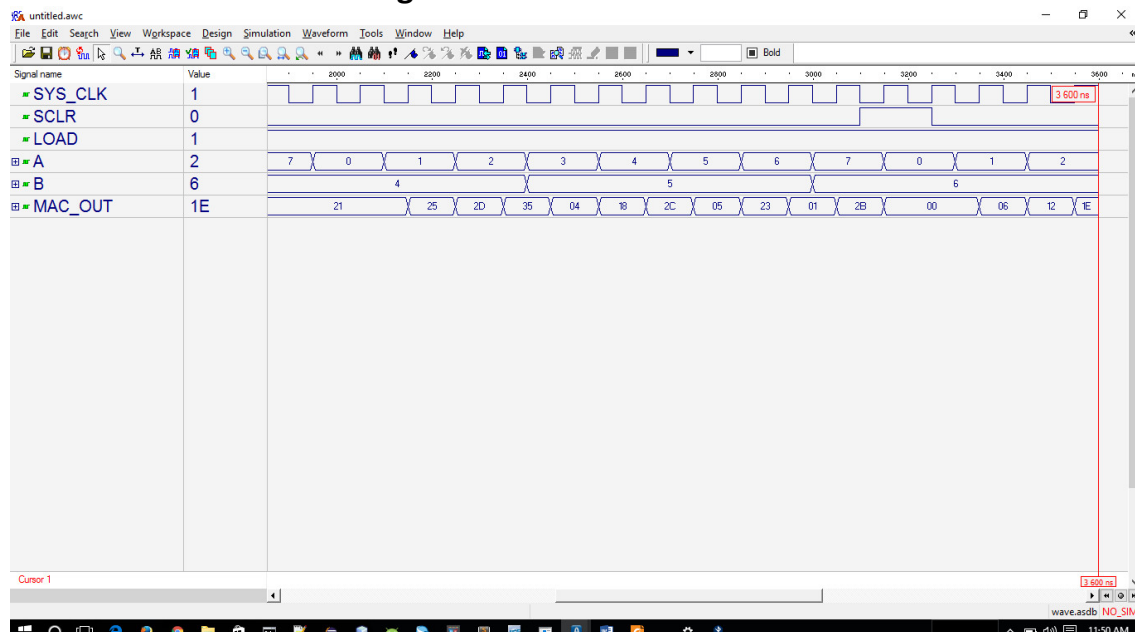 untitled.awc
File Edit Search View Workspace Design Simulation Waveform Tools Window Help
Bold
Signal name Value 2000 2200 2400 2600 2800 3000 3200 3400 3600
SYS_CLK 1 3 600 ns
SCLR 0
LOAD 1
A 2 7 0 1 2 3 4 5 6 7 0 1 2
B 6 4 5 6
MAC_OUT 1E 21 25 2D 35 04 18 2C 05 23 01 2B 00 06 12 1E
Cursor 1 3 600 ns
wave.asdb NO_SIM
11:50 AM